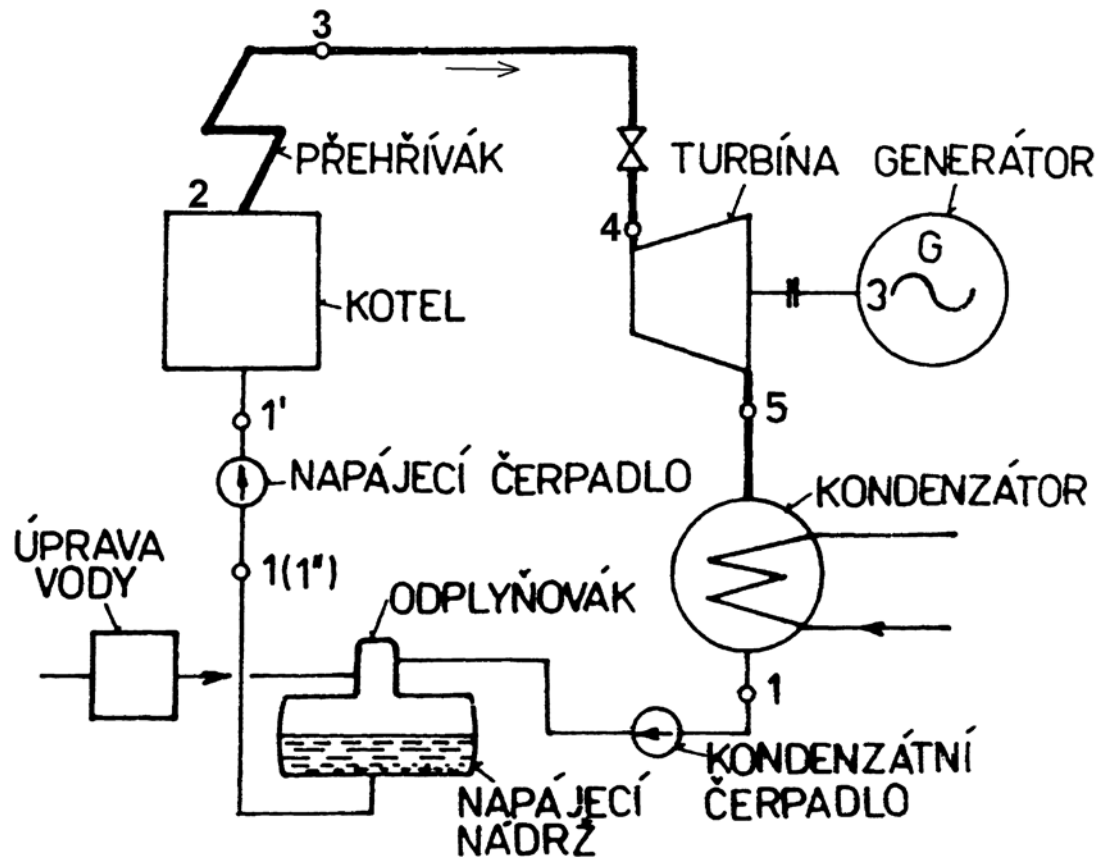 3
PŘEHŘÍVÁK
TURBÍNA
GENERÁTOR
2
4
G
3
KOTEL
1'
5
NAPÁJECÍ ČERPADLO
KONDENZÁTOR
ÚPRAVA
VODY
1(1")
ODPLYŇOVÁK
1
KONDENZÁTNÍ
ČERPADLO
NAPÁJECÍ
NÁDRŽ